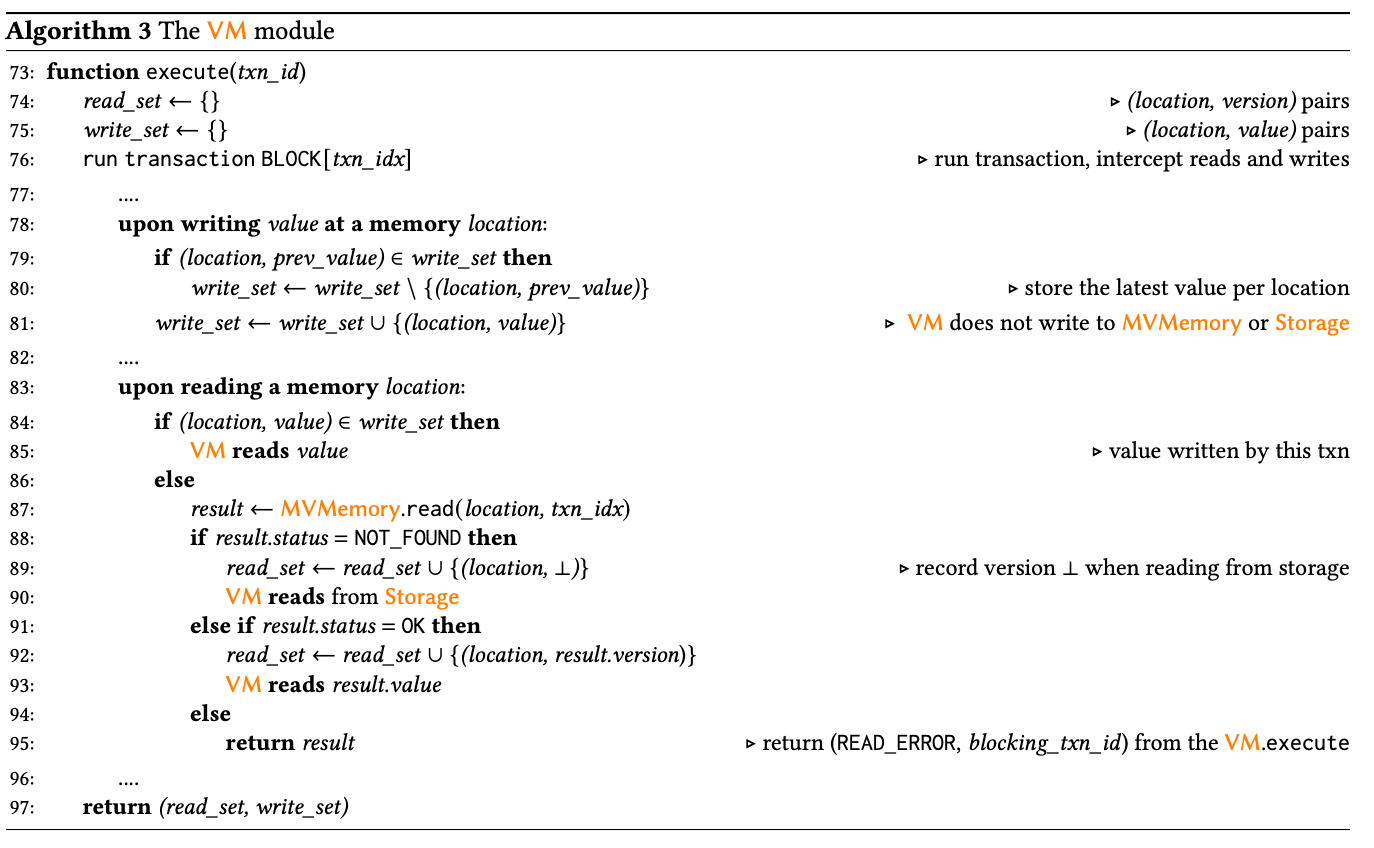 Algorithm 3 The VM module
73: function execute(txn_id)
74: read_set ← {} ▹ (location, version) pairs
75: write_set ← {} ▹ (location, value) pairs
76: run transaction BLOCK[txn_idx] ▹ run transaction, intercept reads and writes
77: ....
78: upon writing value at a memory location:
79: if (location, prev_value) ∈ write_set then
80: write_set ← write_set \ {(location, prev_value)} ▹ store the latest value per location
81: write_set ← write_set ∪ {(location, value)} ▹ VM does not write to MVMemory or Storage
82: ....
83: upon reading a memory location:
84: if (location, value) ∈ write_set then
85: VM reads value ▹ value written by this txn
86: else
87: result ← MVMemory.read(location, txn_idx)
88: if result.status = NOT_FOUND then
89: read_set ← read_set ∪ {(location, ⊥)} ▹ record version ⊥ when reading from storage
90: VM reads from Storage
91: else if result.status = OK then
92: read_set ← read_set ∪ {(location, result.version)}
93: VM reads result.value
94: else
95: return result ▹ return (READ_ERROR, blocking_txn_id) from the VM.execute
96: ....
97: return (read_set, write_set)